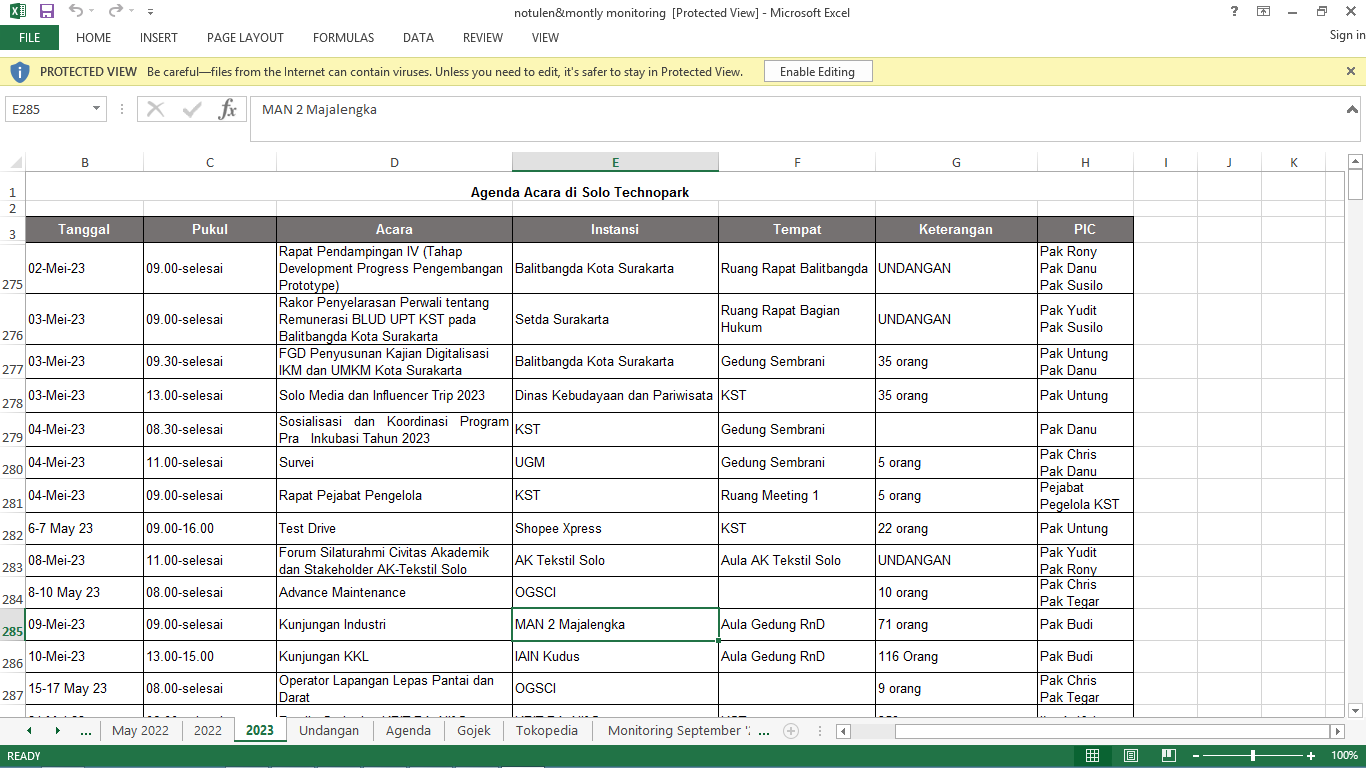 notulen&montly monitoring [Protected View] - Microsoft Excel
FILE HOME INSERT PAGE LAYOUT FORMULAS DATA REVIEW VIEW Sign in
PROTECTED VIEW Be careful—files from the Internet can contain viruses. Unless you need to edit, it's safer to stay in Protected View. Enable Editing
E285 fx MAN 2 Majalengka
B C D E F G H I J K
1 Agenda Acara di Solo Technopark
2
3 Tanggal Pukul Acara Instansi Tempat Keterangan PIC
275 02-Mei-23 09.00-selesai Rapat Pendampingan IV (Tahap Development Progress Pengembangan Prototype) Balitbangda Kota Surakarta Ruang Rapat Balitbangda UNDANGAN Pak Rony Pak Danu Pak Susilo
276 03-Mei-23 09.00-selesai Rakor Penyelarasan Perwali tentang Remunerasi BLUD UPT KST pada Balitbangda Kota Surakarta Setda Surakarta Ruang Rapat Bagian Hukum UNDANGAN Pak Yudit Pak Susilo
277 03-Mei-23 09.30-selesai FGD Penyusunan Kajian Digitalisasi IKM dan UMKM Kota Surakarta Balitbangda Kota Surakarta Gedung Sembrani 35 orang Pak Untung Pak Danu
278 03-Mei-23 13.00-selesai Solo Media dan Influencer Trip 2023 Dinas Kebudayaan dan Pariwisata KST 35 orang Pak Untung
279 04-Mei-23 08.30-selesai Sosialisasi dan Koordinasi Program Pra Inkubasi Tahun 2023 KST Gedung Sembrani Pak Danu
280 04-Mei-23 11.00-selesai Survei UGM Gedung Sembrani 5 orang Pak Chris Pak Danu
281 04-Mei-23 09.00-selesai Rapat Pejabat Pengelola KST Ruang Meeting 1 5 orang Pejabat Pegelola KST
282 6-7 May 23 09.00-16.00 Test Drive Shopee Xpress KST 22 orang Pak Untung
283 08-Mei-23 11.00-selesai Forum Silaturahmi Civitas Akademik dan Stakeholder AK-Tekstil Solo AK Tekstil Solo Aula AK Tekstil Solo UNDANGAN Pak Yudit Pak Rony
284 8-10 May 23 08.00-selesai Advance Maintenance OGSCI 10 orang Pak Chris Pak Tegar
285 09-Mei-23 09.00-selesai Kunjungan Industri MAN 2 Majalengka Aula Gedung RnD 71 orang Pak Budi
286 10-Mei-23 13.00-15.00 Kunjungan KKL IAIN Kudus Aula Gedung RnD 116 Orang Pak Budi
287 15-17 May 23 08.00-selesai Operator Lapangan Lepas Pantai dan Darat OGSCI 9 orang Pak Chris Pak Tegar
... May 2022 2022 2023 Undangan Agenda Gojek Tokopedia Monitoring September '2 ...
READY 100%